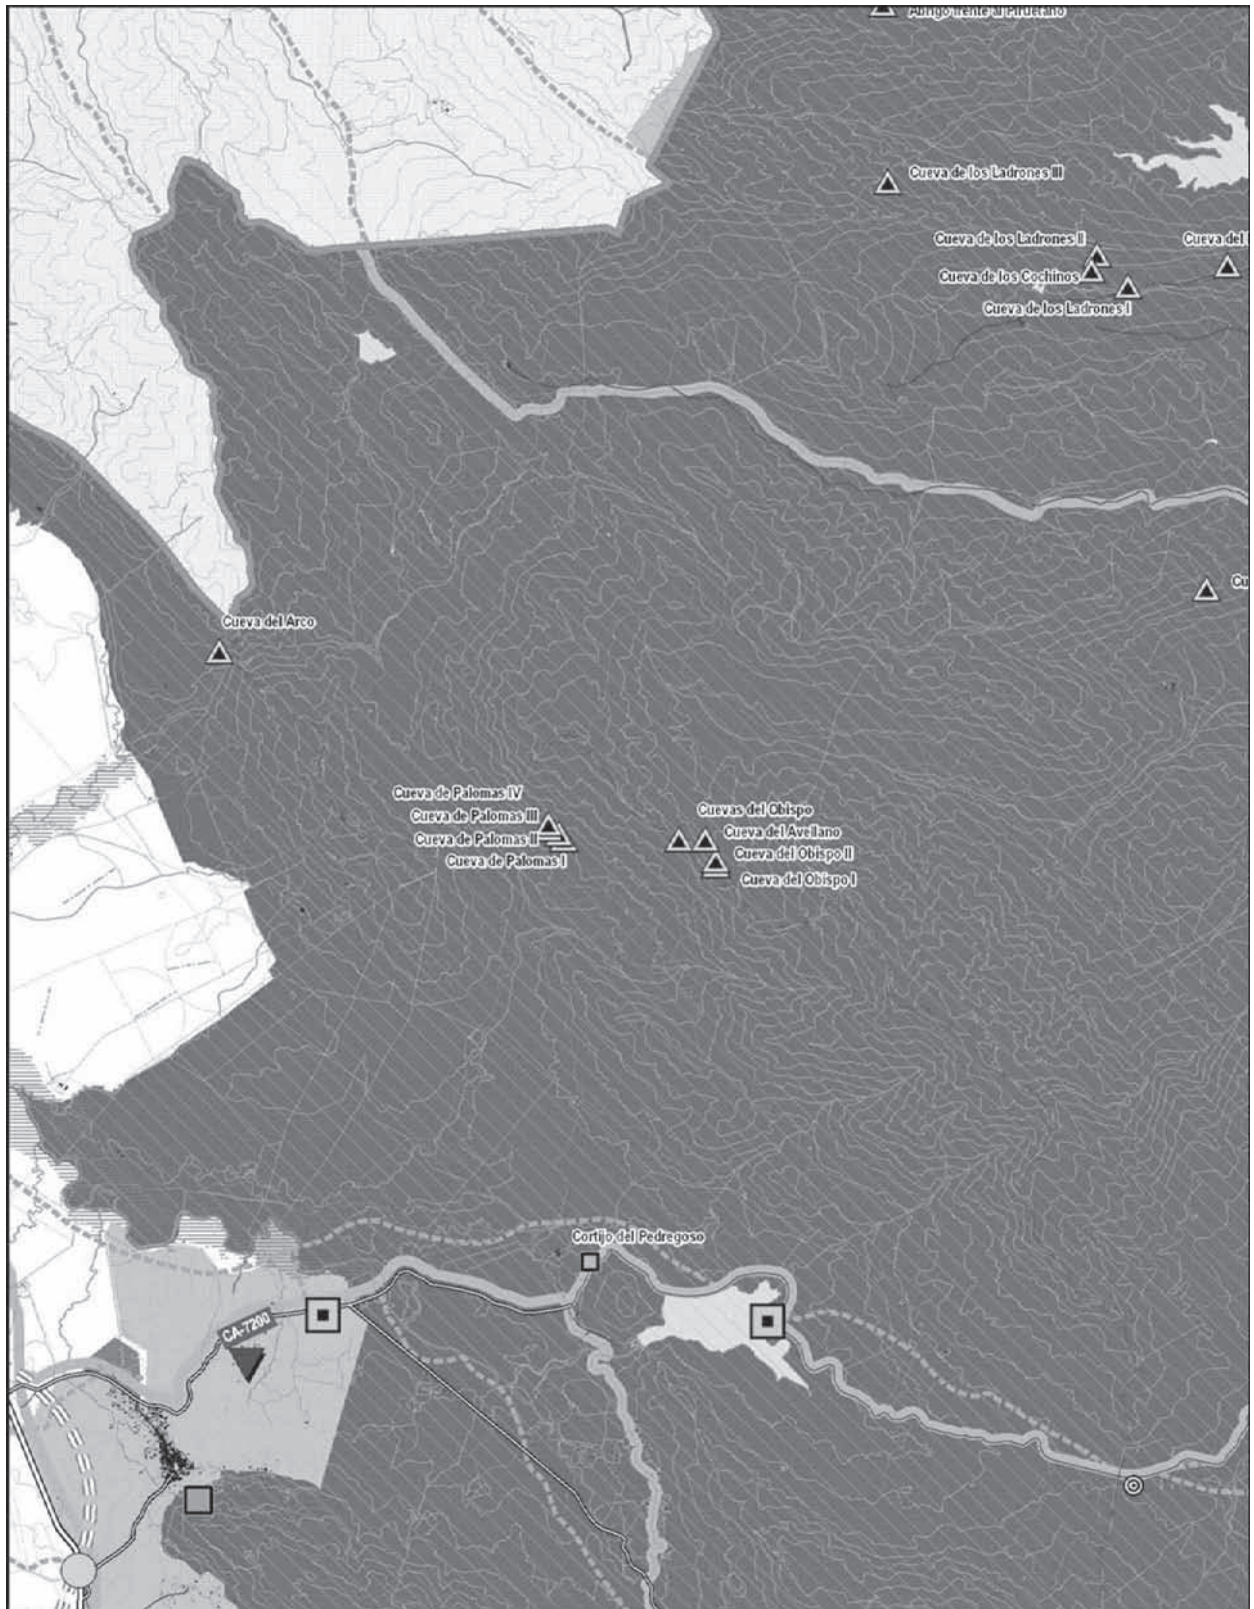 Abrigo frente al Piruetano
Cueva de los Ladrones III
Cueva de los Ladrones II
Cueva del
Cueva de los Cochinos
Cueva de los Ladrones I
Cueva del Arco
Cueva de Palomas IV
Cueva de Palomas III
Cueva de Palomas II
Cueva de Palomas I
Cuevas del Obispo
Cueva del Avellano
Cueva del Obispo II
Cueva del Obispo I
Cortijo del Pedregoso
CA-7200